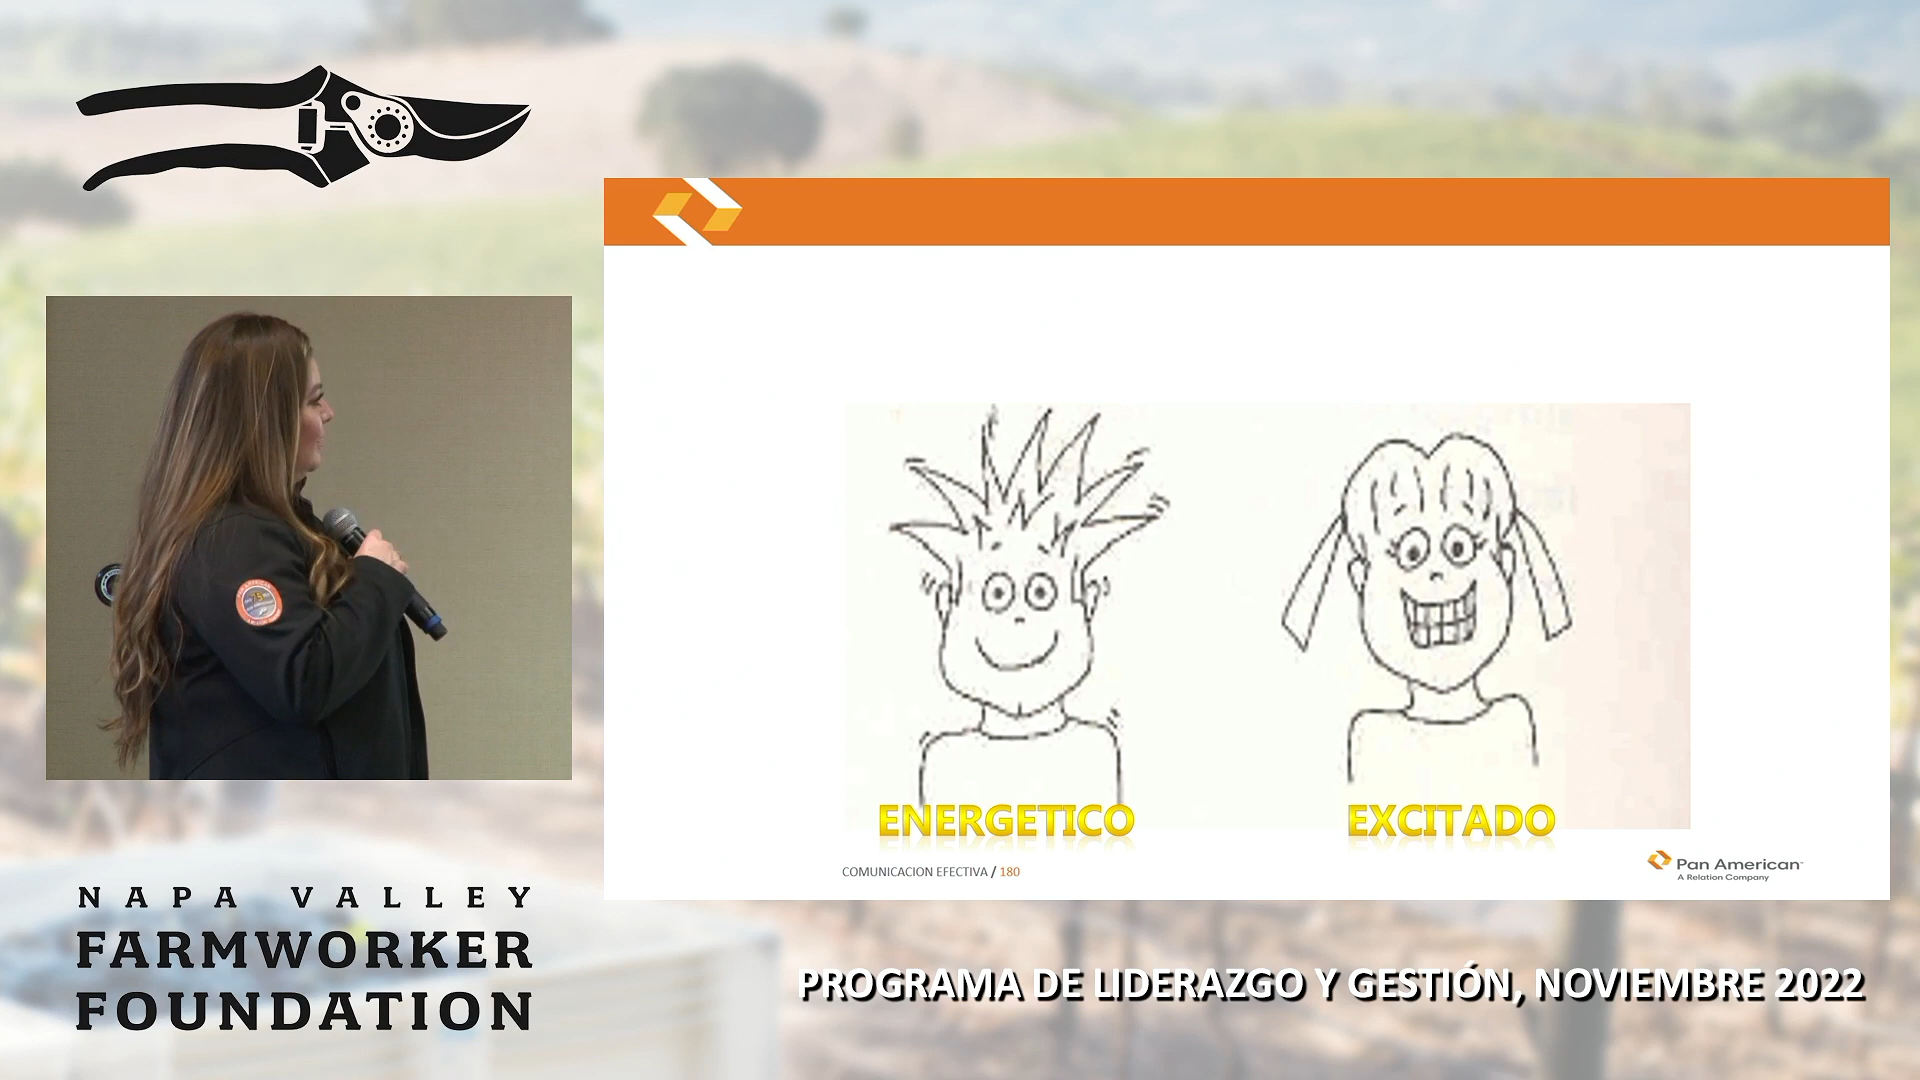 ENERGETICO
EXCITADO
COMUNICACION EFECTIVA / 180
Pan American
A Relation Company
NAPA VALLEY
FARMWORKER
FOUNDATION
PROGRAMA DE LIDERAZGO Y GESTIÓN, NOVIEMBRE 2022